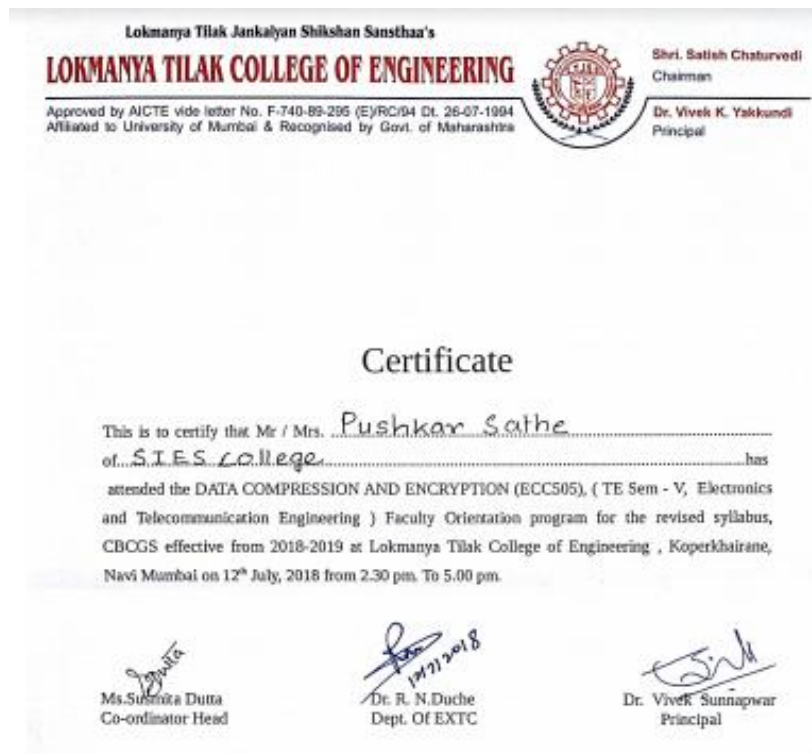 Lokmanya Tilak Jankalyan Shikshan Sansthaa's
LOKMANYA TILAK COLLEGE OF ENGINEERING
Approved by AICTE vide letter No. F-740-89-295 (E)/RC/94 Dt. 26-07-1994
Affiliated to University of Mumbai & Recognised by Govt. of Maharashtra
Shri. Satish Chaturvedi
Chairman
Dr. Vivek K. Yakkundi
Principal
Certificate
This is to certify that Mr / Mrs. Pushkar Sathe
of SIES college has
attended the DATA COMPRESSION AND ENCRYPTION (ECC505), ( TE Sem - V, Electronics
and Telecommunication Engineering ) Faculty Orientation program for the revised syllabus,
CBCGS effective from 2018-2019 at Lokmanya Tilak College of Engineering , Koperkhairane,
Navi Mumbai on 12th July, 2018 from 2.30 pm. To 5.00 pm.
12/7/2018
Ms.Susmita Dutta
Co-ordinator Head
Dr. R. N.Duche
Dept. Of EXTC
Dr. Vivek Sunnapwar
Principal